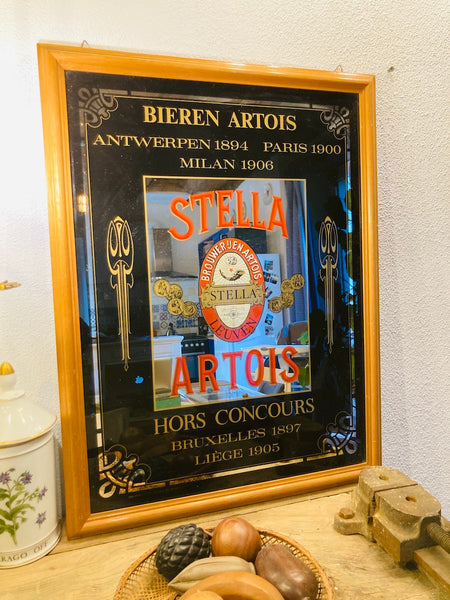 BIEREN ARTOIS
ANTWERPEN 1894 PARIS 1900
MILAN 1906
STELLA
BROUWERIJEN ARTOIS
STELLA
LEUVEN
ARTOIS
HORS CONCOURS
BRUXELLES 1897
LIÈGE 1905